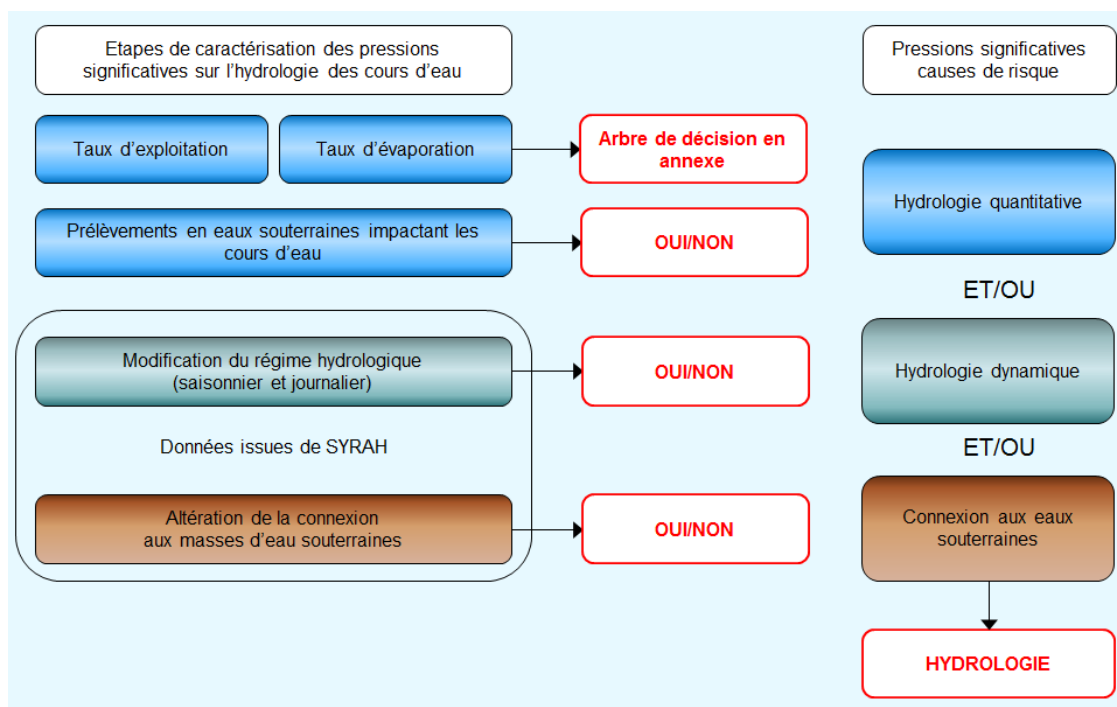 Etapes de caractérisation des pressions
significatives sur l'hydrologie des cours d'eau
Pressions significatives
causes de risque
Taux d'exploitation
Taux d'évaporation
Arbre de décision en
annexe
Hydrologie quantitative
Prélèvements en eaux souterraines impactant les
cours d'eau
OUI/NON
ET/OU
Modification du régime hydrologique
(saisonnier et journalier)
OUI/NON
Hydrologie dynamique
Données issues de SYRAH
ET/OU
Altération de la connexion
aux masses d'eau souterraines
OUI/NON
Connexion aux eaux
souterraines
HYDROLOGIE